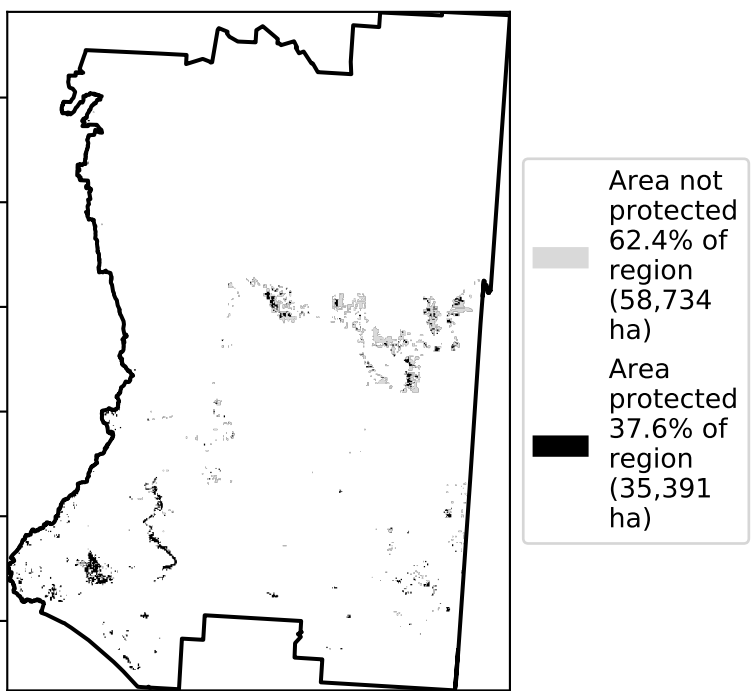 Area not
protected
62.4% of
region
(58,734
ha)
Area
protected
37.6% of
region
(35,391
ha)